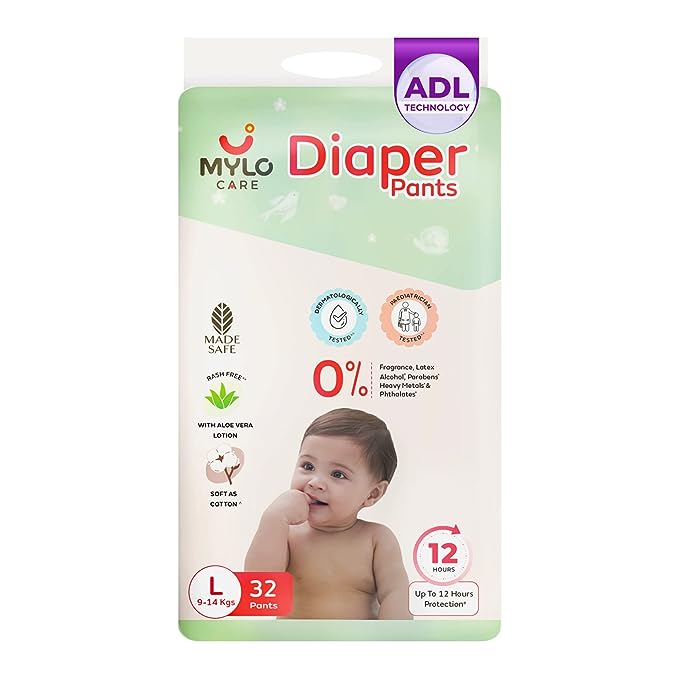 ADL
TECHNOLOGY
MYLO
CARE
Diaper
Pants
MADE
SAFE
DERMATOLOGICALLY
TESTED**
PAEDIATRICIAN
TESTED**
0%
Fragrance, Latex
Alcohol*, Parabens*
Heavy Metals* &
Phthalates*
RASH FREE**
WITH ALOE VERA
LOTION
SOFT AS
COTTON^
L
9-14 Kgs
32
Pants
12
HOURS
Up To 12 Hours
Protection*